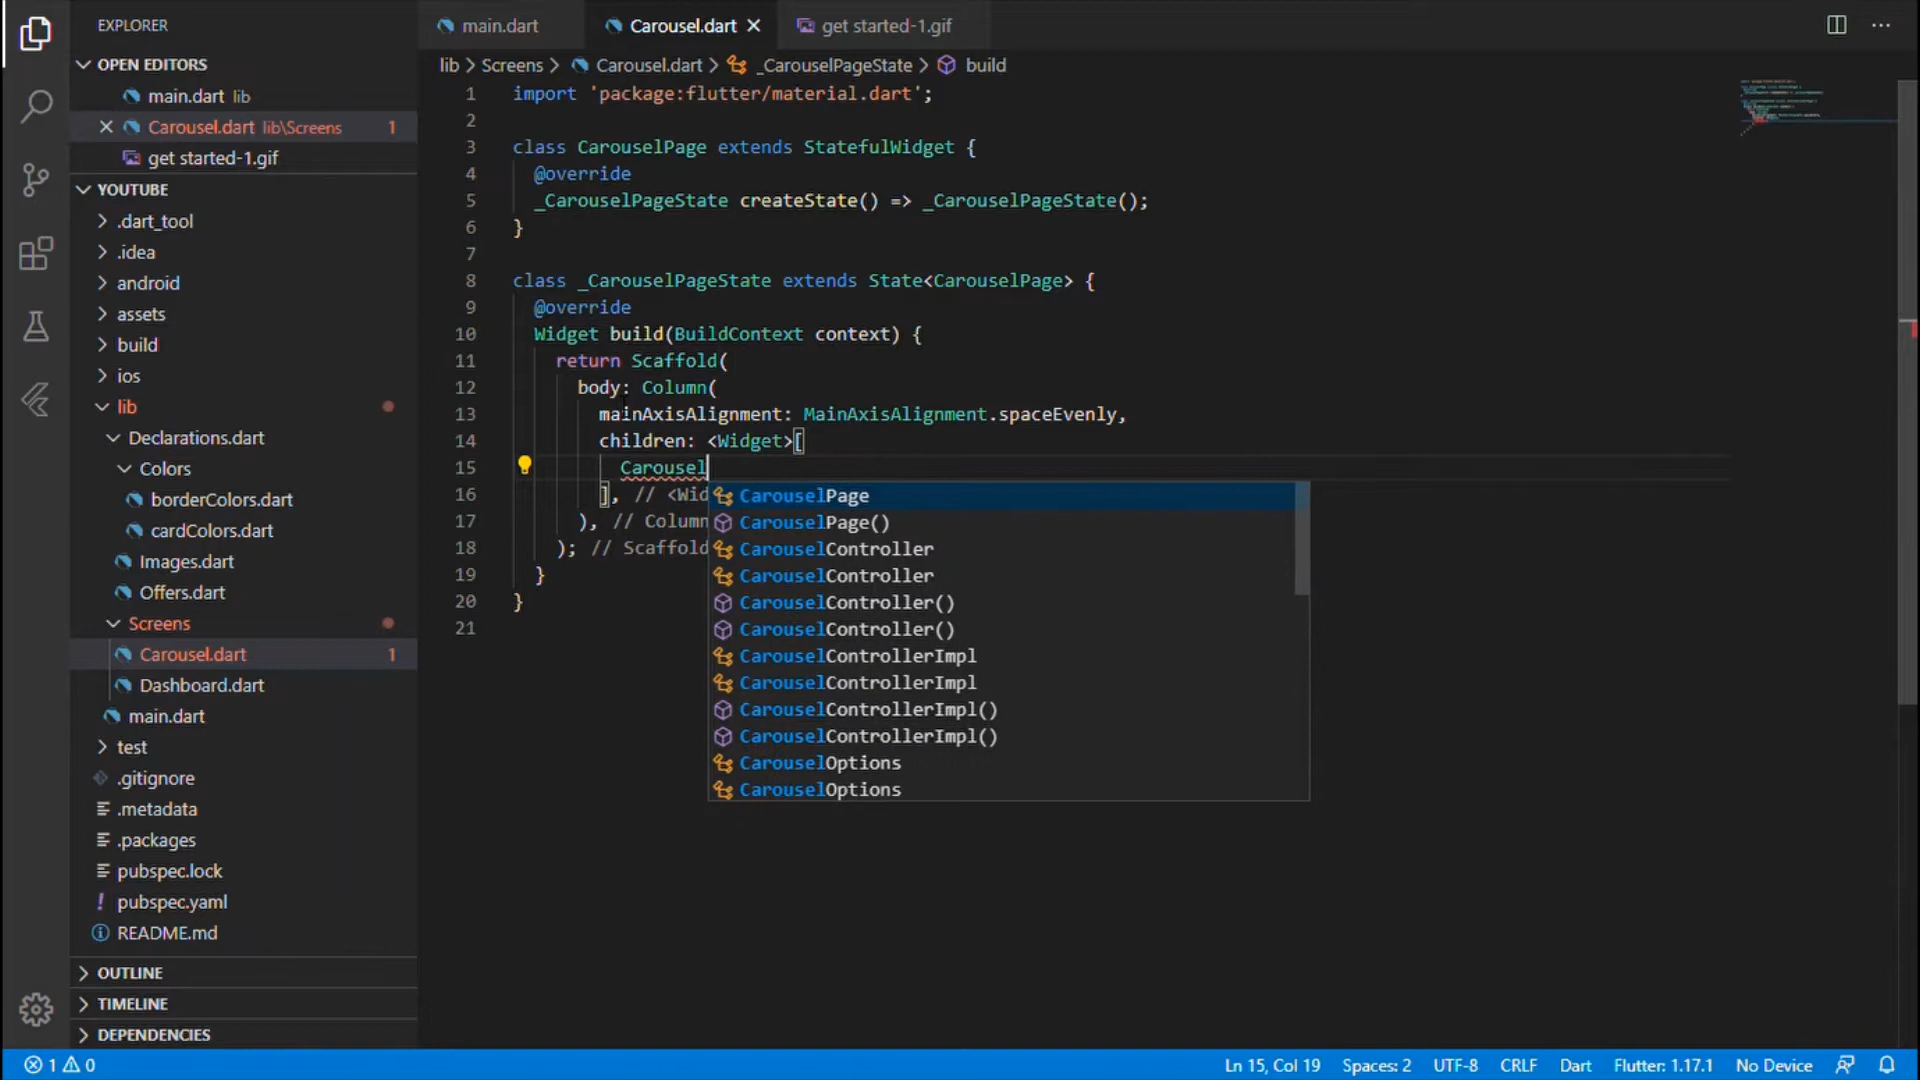 EXPLORER
OPEN EDITORS
main.dart lib
Carousel.dart lib\Screens 1
get started-1.gif
YOUTUBE
.dart_tool
.idea
android
assets
build
ios
lib
Declarations.dart
Colors
borderColors.dart
cardColors.dart
Images.dart
Offers.dart
Screens
Carousel.dart 1
Dashboard.dart
main.dart
test
.gitignore
.metadata
.packages
pubspec.lock
! pubspec.yaml
README.md
OUTLINE
TIMELINE
DEPENDENCIES
main.dart Carousel.dart get started-1.gif
lib > Screens > Carousel.dart > _CarouselPageState > build
1 import 'package:flutter/material.dart';
2
3 class CarouselPage extends StatefulWidget {
4 @override
5 _CarouselPageState createState() => _CarouselPageState();
6 }
7
8 class _CarouselPageState extends State<CarouselPage> {
9 @override
10 Widget build(BuildContext context) {
11 return Scaffold(
12 body: Column(
13 mainAxisAlignment: MainAxisAlignment.spaceEvenly,
14 children: <Widget>[
15 Carousel
16 ], // <Wid
17 ), // Column
18 ); // Scaffold
19 }
20 }
21
CarouselPage
CarouselPage()
CarouselController
CarouselController
CarouselController()
CarouselController()
CarouselControllerImpl
CarouselControllerImpl
CarouselControllerImpl()
CarouselControllerImpl()
CarouselOptions
CarouselOptions
1 0
Ln 15, Col 19 Spaces: 2 UTF-8 CRLF Dart Flutter: 1.17.1 No Device